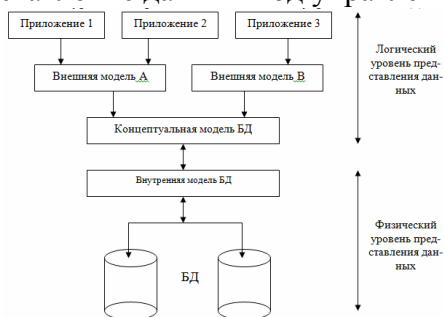 Приложение 1 Приложение 2 Приложение 3
Внешняя модель А Внешняя модель В
Концептуальная модель БД
Внутренняя модель БД
БД
Логический
уровень пред-
ставления дан-
ных
Физический
уровень пред-
ставления дан-
ных